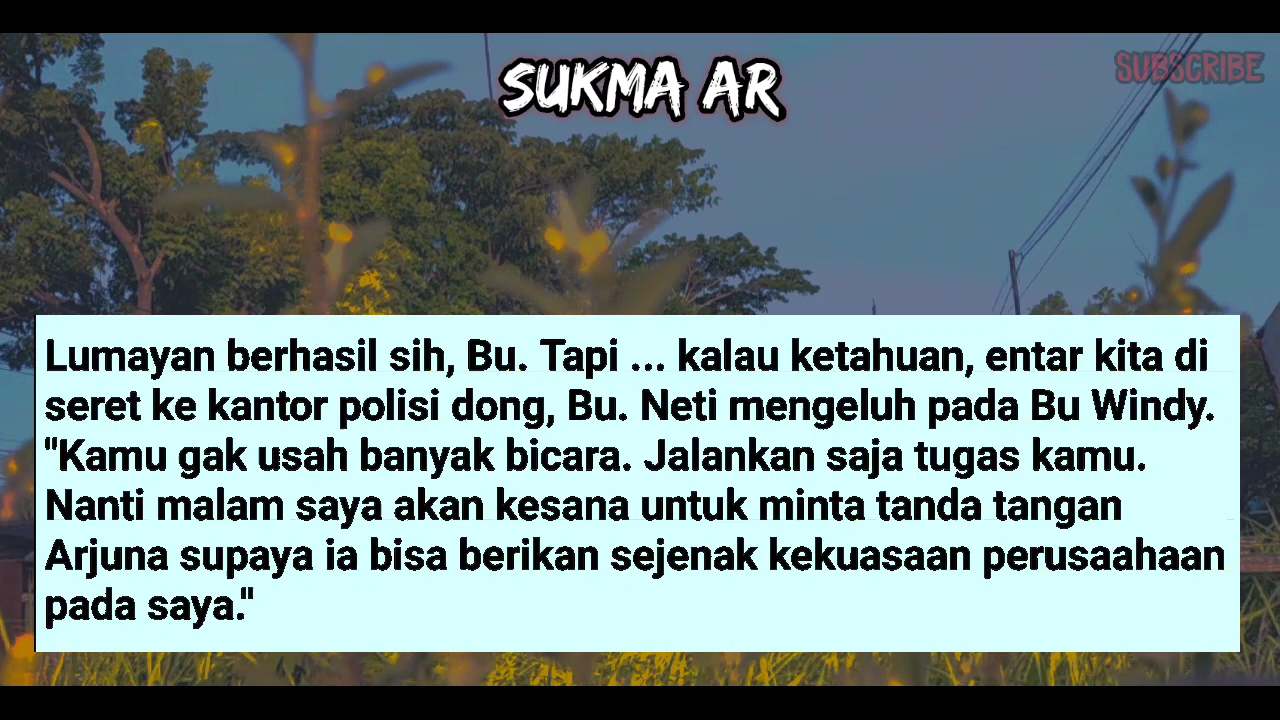 SUKMA AR
SUBSCRIBE
Lumayan berhasil sih, Bu. Tapi ... kalau ketahuan, entar kita di
seret ke kantor polisi dong, Bu. Neti mengeluh pada Bu Windy.
"Kamu gak usah banyak bicara. Jalankan saja tugas kamu.
Nanti malam saya akan kesana untuk minta tanda tangan
Arjuna supaya ia bisa berikan sejenak kekuasaan perusaahaan
pada saya."